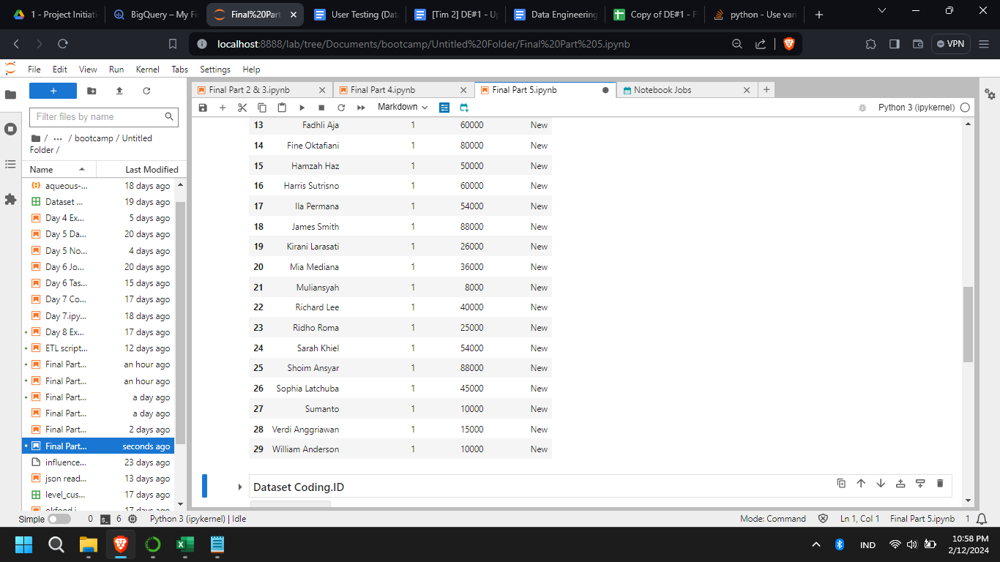 1 - Project Initiati
BigQuery – My Fi
Final%20Part
User Testing (Dat
[Tim 2] DE#1 - Up
Data Engineering
Copy of DE#1 - F
python - Use vari
localhost:8888/lab/tree/Documents/bootcamp/Untitled%20Folder/Final%20Part%205.ipynb
VPN
File Edit View Run Kernel Tabs Settings Help
Final Part 2 & 3.ipynb
Final Part 4.ipynb
Final Part 5.ipynb
Notebook Jobs
Markdown
Python 3 (ipykernel)
Filter files by name
/ ... / bootcamp / Untitled
Folder /
Name Last Modified
aqueous-... 18 days ago
Dataset ... 19 days ago
Day 4 Ex... 5 days ago
Day 5 Da... 20 days ago
Day 5 No... 4 days ago
Day 6 Jo... 20 days ago
Day 6 Tas... 15 days ago
Day 7 Co... 17 days ago
Day 7.ipy... 18 days ago
Day 8 Ex... 17 days ago
ETL script... 12 days ago
Final Part... an hour ago
Final Part... an hour ago
Final Part... a day ago
Final Part... a day ago
Final Part... 2 days ago
Final Part... seconds ago
influence... 23 days ago
json read... 13 days ago
level_cus... 17 days ago
17 days ago
13 Fadhli Aja 1 60000 New
14 Fine Oktafiani 1 80000 New
15 Hamzah Haz 1 50000 New
16 Harris Sutrisno 1 60000 New
17 Ila Permana 1 54000 New
18 James Smith 1 88000 New
19 Kirani Larasati 1 26000 New
20 Mia Mediana 1 36000 New
21 Muliansyah 1 8000 New
22 Richard Lee 1 40000 New
23 Ridho Roma 1 25000 New
24 Sarah Khiel 1 54000 New
25 Shoim Ansyar 1 88000 New
26 Sophia Latchuba 1 45000 New
27 Sumanto 1 10000 New
28 Verdi Anggriawan 1 15000 New
29 William Anderson 1 10000 New
Dataset Coding.ID
Simple 0 6 Python 3 (ipykernel) | Idle Mode: Command Ln 1, Col 1 Final Part 5.ipynb 1
IND
10:58 PM
2/12/2024